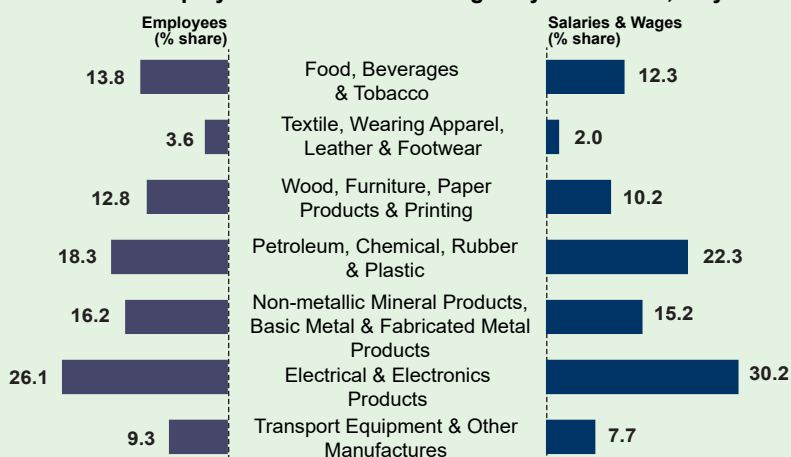 Employees
(% share)
Salaries & Wages
(% share)
13.8
Food, Beverages
& Tobacco
12.3
3.6
Textile, Wearing Apparel,
Leather & Footwear
2.0
12.8
Wood, Furniture, Paper
Products & Printing
10.2
18.3
Petroleum, Chemical, Rubber
& Plastic
22.3
16.2
Non-metallic Mineral Products,
Basic Metal & Fabricated Metal
Products
15.2
26.1
Electrical & Electronics
Products
30.2
9.3
Transport Equipment & Other
Manufactures
7.7